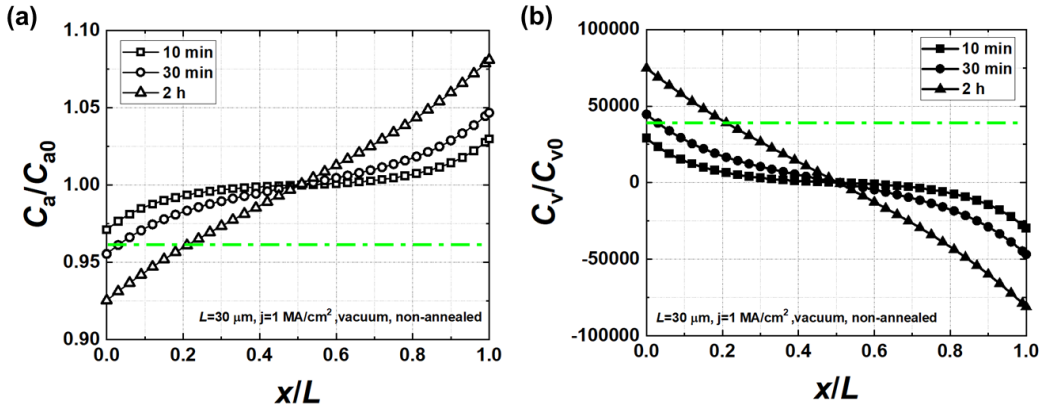 (a)
1.10
1.05
1.00
0.95
0.90
C_a/C_a0
10 min
30 min
2 h
L=30 μm, j=1 MA/cm² ,vacuum, non-annealed
0.0 0.2 0.4 0.6 0.8 1.0
x/L
(b)
100000
50000
0
-50000
-100000
C_v/C_v0
10 min
30 min
2 h
L=30 μm, j=1 MA/cm² ,vacuum, non-annealed
0.0 0.2 0.4 0.6 0.8 1.0
x/L